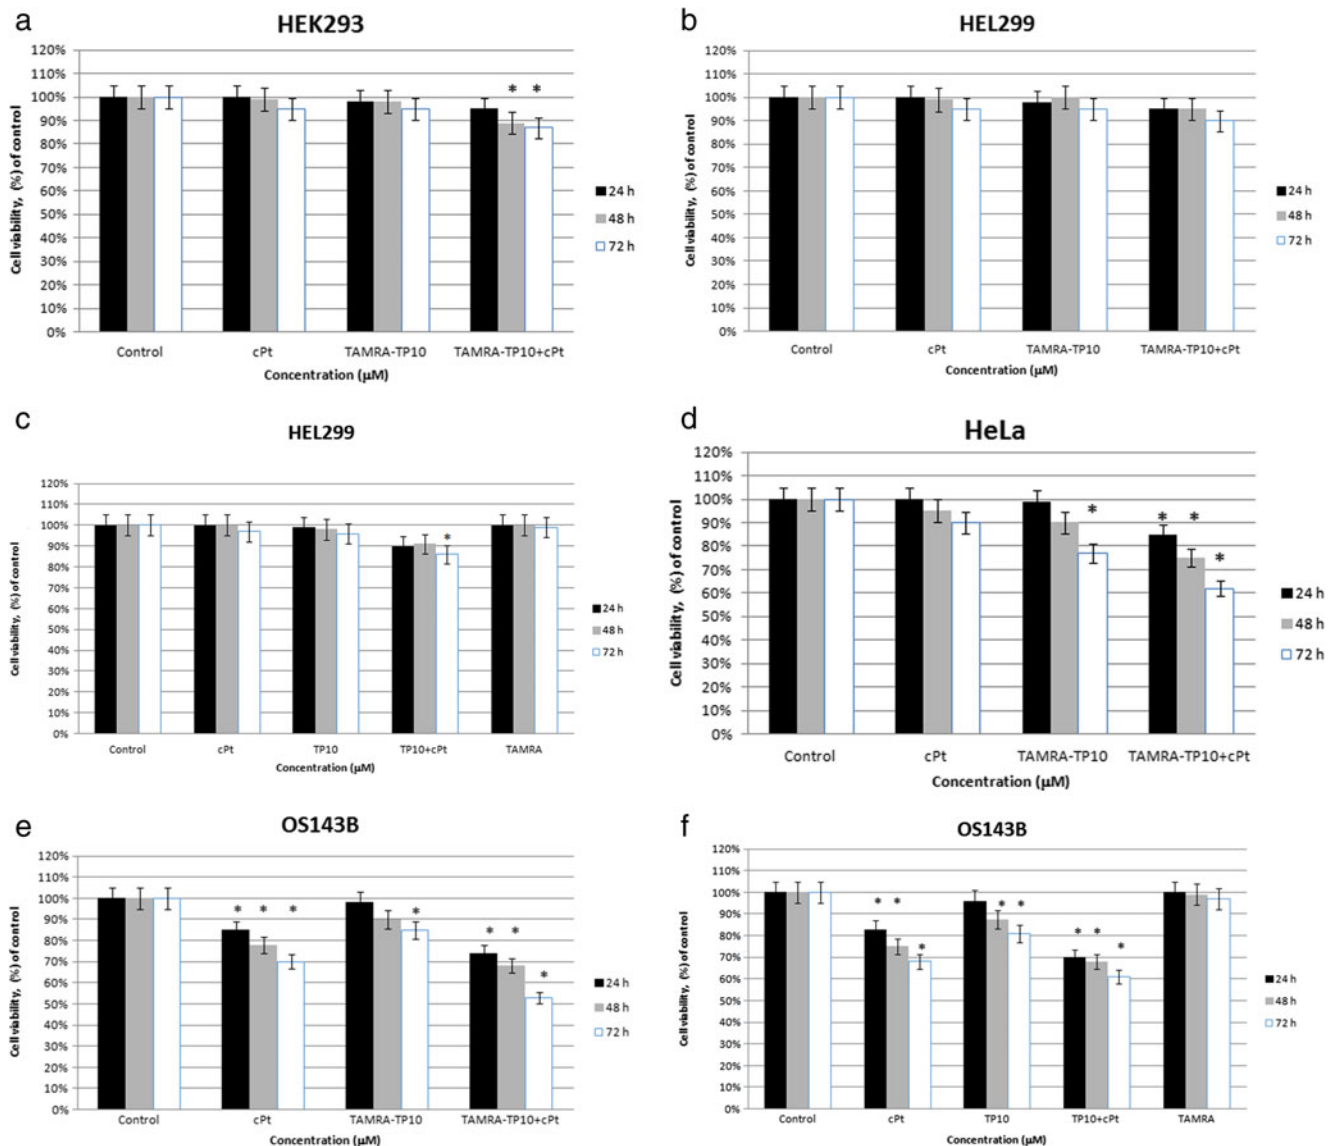 a
HEK293
120%
110%
100%
90%
80%
70%
60%
50%
40%
30%
20%
10%
0%
Cell viability, (%) of control
* *
Control cPt TAMRA-TP10 TAMRA-TP10+cPt
Concentration (µM)
24 h
48 h
72 h
b
HEL299
120%
110%
100%
90%
80%
70%
60%
50%
40%
30%
20%
10%
0%
Cell viability, (%) of control
Control cPt TAMRA-TP10 TAMRA-TP10+cPt
Concentration (µM)
24 h
48 h
72 h
c
HEL299
120%
110%
100%
90%
80%
70%
60%
50%
40%
30%
20%
10%
0%
Cell viability, (%) of control
*
Control cPt TP10 TP10+cPt TAMRA
Concentration (µM)
24 h
48 h
72 h
d
HeLa
120%
110%
100%
90%
80%
70%
60%
50%
40%
30%
20%
10%
0%
Cell viability, (%) of control
* * * *
Control cPt TAMRA-TP10 TAMRA-TP10+cPt
Concentration (µM)
24 h
48 h
72 h
e
OS143B
120%
110%
100%
90%
80%
70%
60%
50%
40%
30%
20%
10%
0%
Cell viability, (%) of control
* * * * * * *
Control cPt TAMRA-TP10 TAMRA-TP10+cPt
Concentration (µM)
24 h
48 h
72 h
f
OS143B
120%
110%
100%
90%
80%
70%
60%
50%
40%
30%
20%
10%
0%
Cell viability, (%) of control
* * * * * * * *
Control cPt TP10 TP10+cPt TAMRA
Concentration (µM)
24 h
48 h
72 h